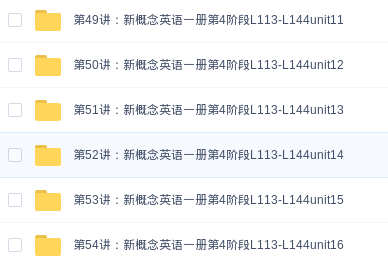 第49讲：新概念英语一册第4阶段L113-L144unit11
第50讲：新概念英语一册第4阶段L113-L144unit12
第51讲：新概念英语一册第4阶段L113-L144unit13
第52讲：新概念英语一册第4阶段L113-L144unit14
第53讲：新概念英语一册第4阶段L113-L144unit15
第54讲：新概念英语一册第4阶段L113-L144unit16